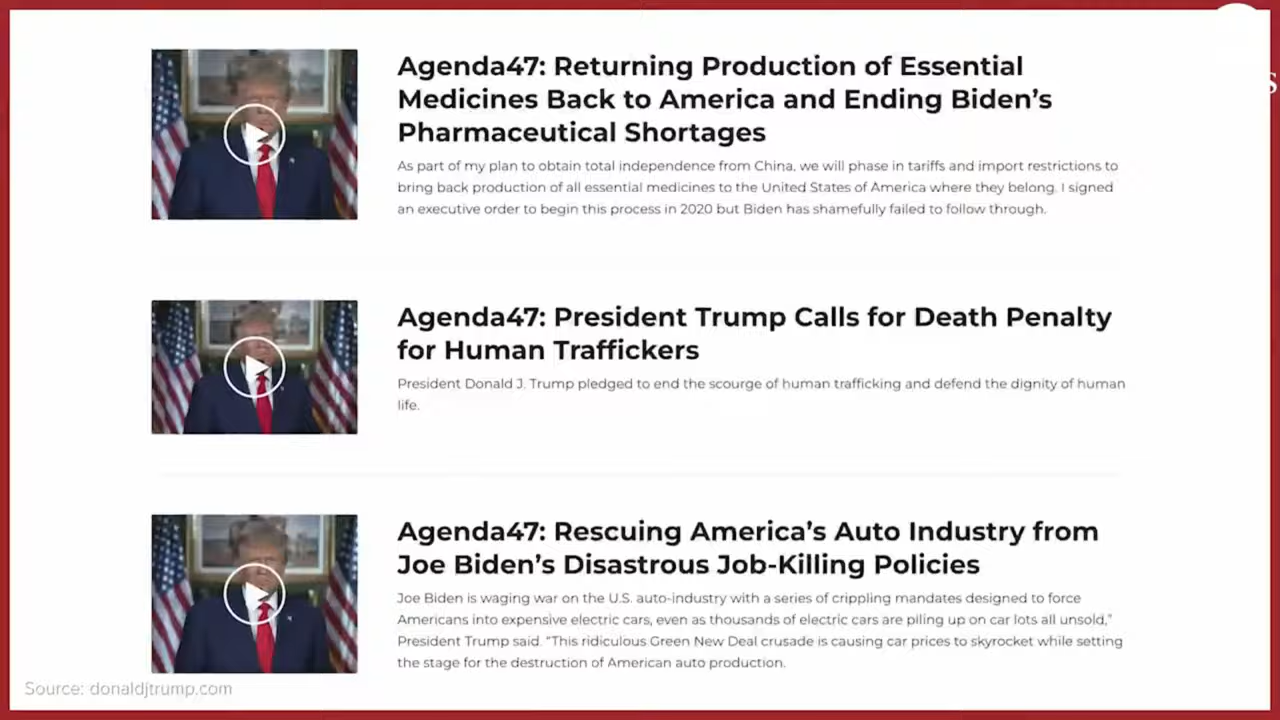 Agenda47: Returning Production of Essential
Medicines Back to America and Ending Biden’s
Pharmaceutical Shortages
As part of my plan to obtain total independence from China, we will phase in tariffs and import restrictions to
bring back production of all essential medicines to the United States of America where they belong. I signed
an executive order to begin this process in 2020 but Biden has shamefully failed to follow through.
Agenda47: President Trump Calls for Death Penalty
for Human Traffickers
President Donald J. Trump pledged to end the scourge of human trafficking and defend the dignity of human
life.
Agenda47: Rescuing America’s Auto Industry from
Joe Biden’s Disastrous Job-Killing Policies
Joe Biden is waging war on the U.S. auto-industry with a series of crippling mandates designed to force
Americans into expensive electric cars, even as thousands of electric cars are piling up on car lots all unsold,”
President Trump said. “This ridiculous Green New Deal crusade is causing car prices to skyrocket while setting
the stage for the destruction of American auto production.
Source: donaldjtrump.com